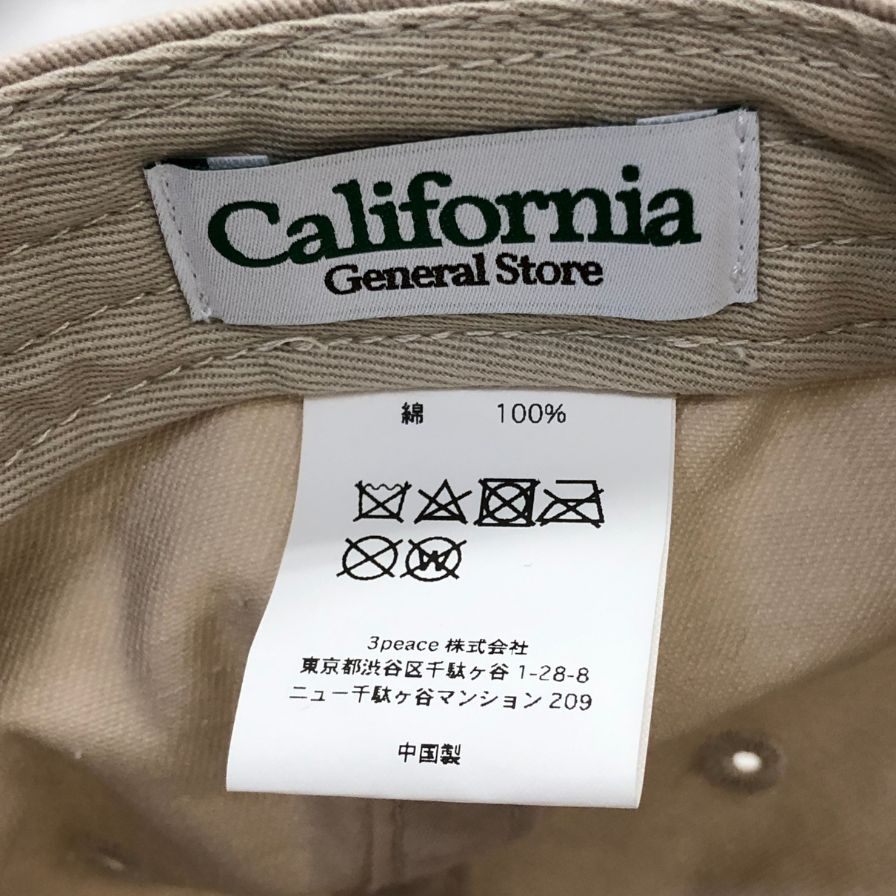 California
General Store
綿 100%
3peace 株式会社
東京都渋谷区千駄ヶ谷 1-28-8
ニュー千駄ヶ谷マンション 209
中国製